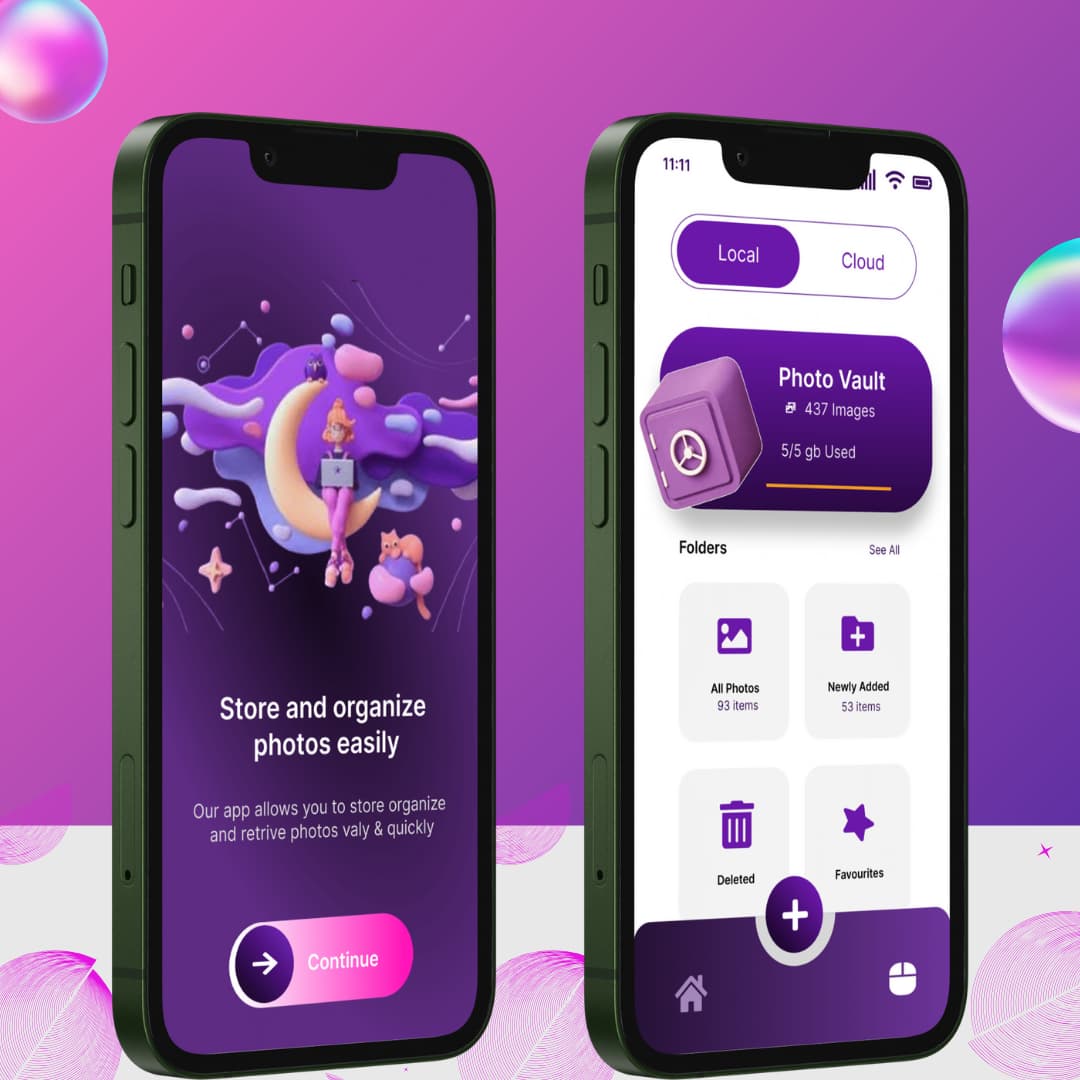 Store and organize
photos easily
Our app allows you to store organize
and retrive photos valy & quickly
Continue
11:11
Local
Cloud
Photo Vault
437 Images
5/5 gb Used
Folders
See All
All Photos
93 items
Newly Added
53 items
Deleted
Favourites